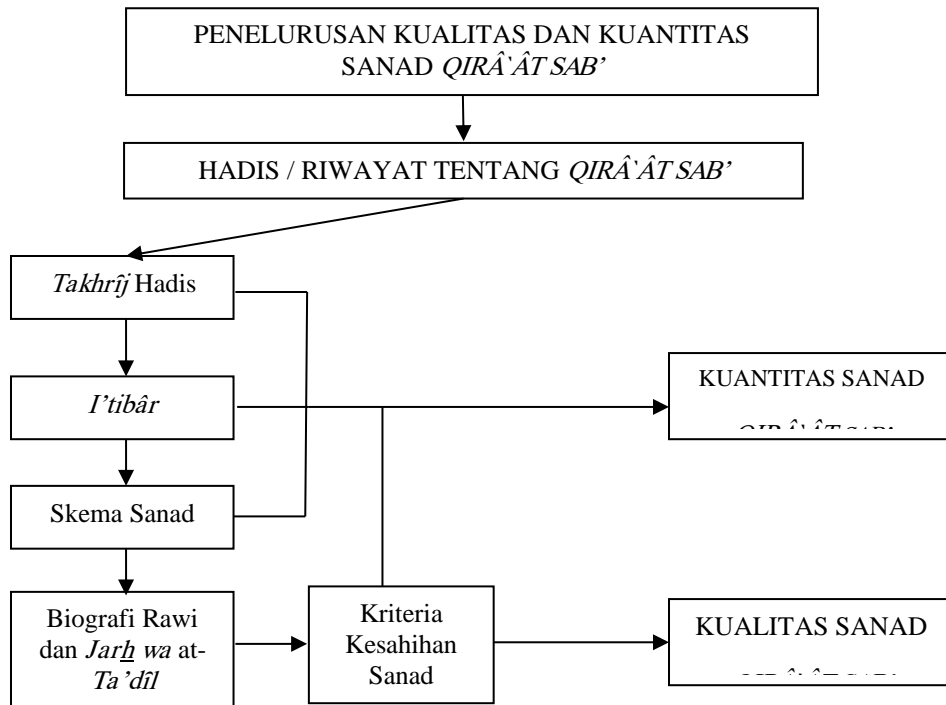 PENELURUSAN KUALITAS DAN KUANTITAS
SANAD QIRÂ`ÂT SAB’
HADIS / RIWAYAT TENTANG QIRÂ`ÂT SAB’
Takhrîj Hadis
I’tibâr
KUANTITAS SANAD
Skema Sanad
Biografi Rawi
dan Jarh wa at-
Ta’dîl
Kriteria
Kesahihan
Sanad
KUALITAS SANAD